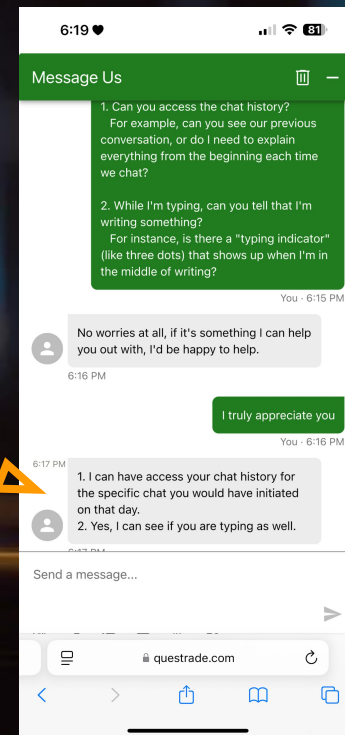 6:19
81
Message Us
1. Can you access the chat history?
For example, can you see our previous
conversation, or do I need to explain
everything from the beginning each time
we chat?
2. While I'm typing, can you tell that I'm
writing something?
For instance, is there a "typing indicator"
(like three dots) that shows up when I'm in
the middle of writing?
You · 6:15 PM
No worries at all, if it's something I can help
you out with, I'd be happy to help.
6:16 PM
I truly appreciate you
You · 6:16 PM
6:17 PM
1. I can have access your chat history for
the specific chat you would have initiated
on that day.
2. Yes, I can see if you are typing as well.
6:17 PM
Send a message...
questrade.com